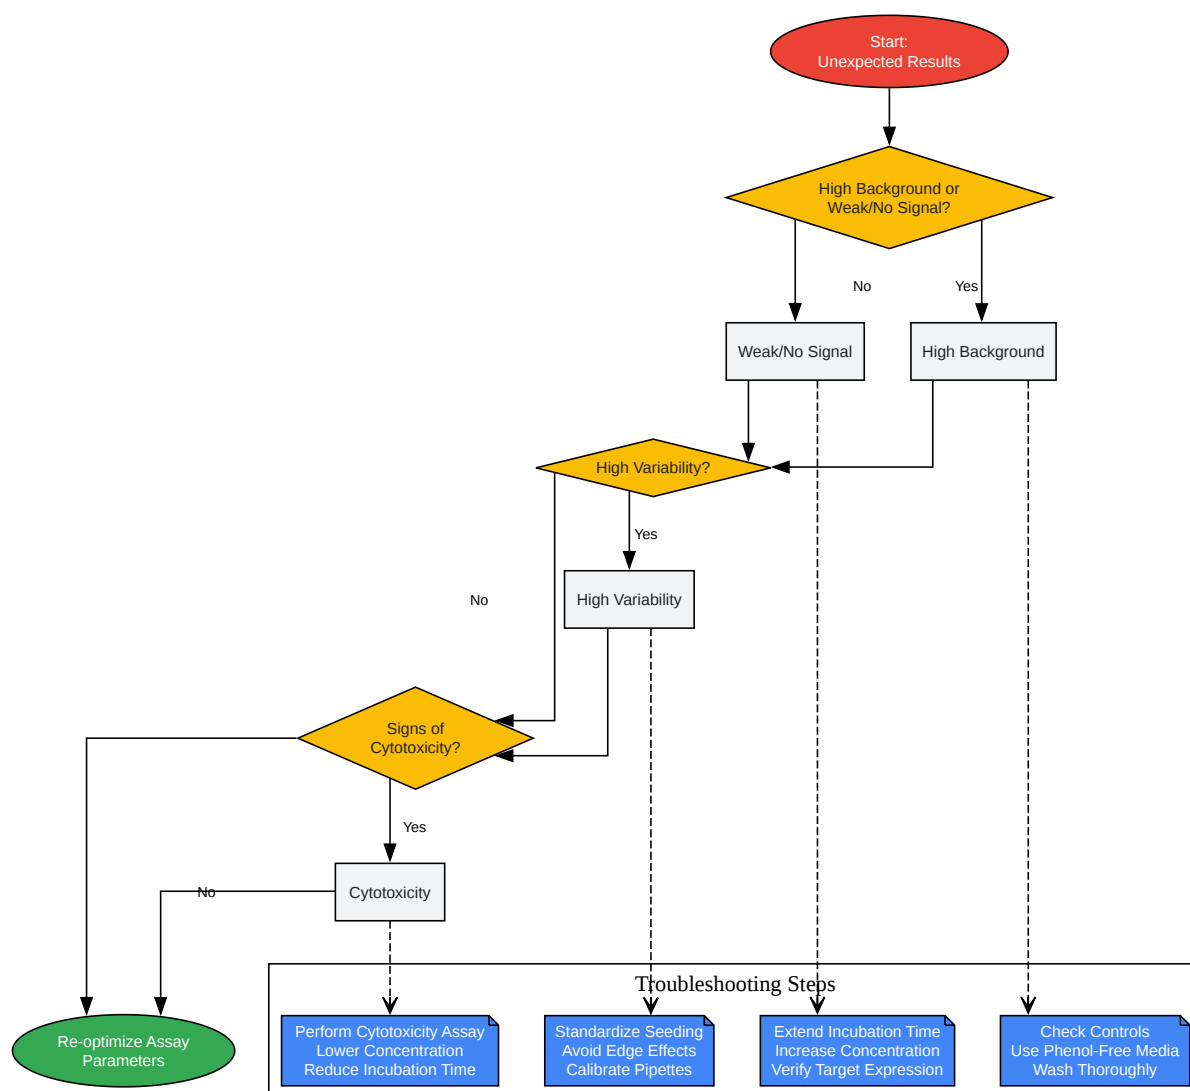 Start:
Unexpected Results
High Background or
Weak/No Signal?
No
Yes
Weak/No Signal
High Background
High Variability?
Yes
No
High Variability
Signs of
Cytotoxicity?
Yes
No
Cytotoxicity
Troubleshooting Steps
Re-optimize Assay
Parameters
Perform Cytotoxicity Assay
Lower Concentration
Reduce Incubation Time
Standardize Seeding
Avoid Edge Effects
Calibrate Pipettes
Extend Incubation Time
Increase Concentration
Verify Target Expression
Check Controls
Use Phenol-Free Media
Wash Thoroughly